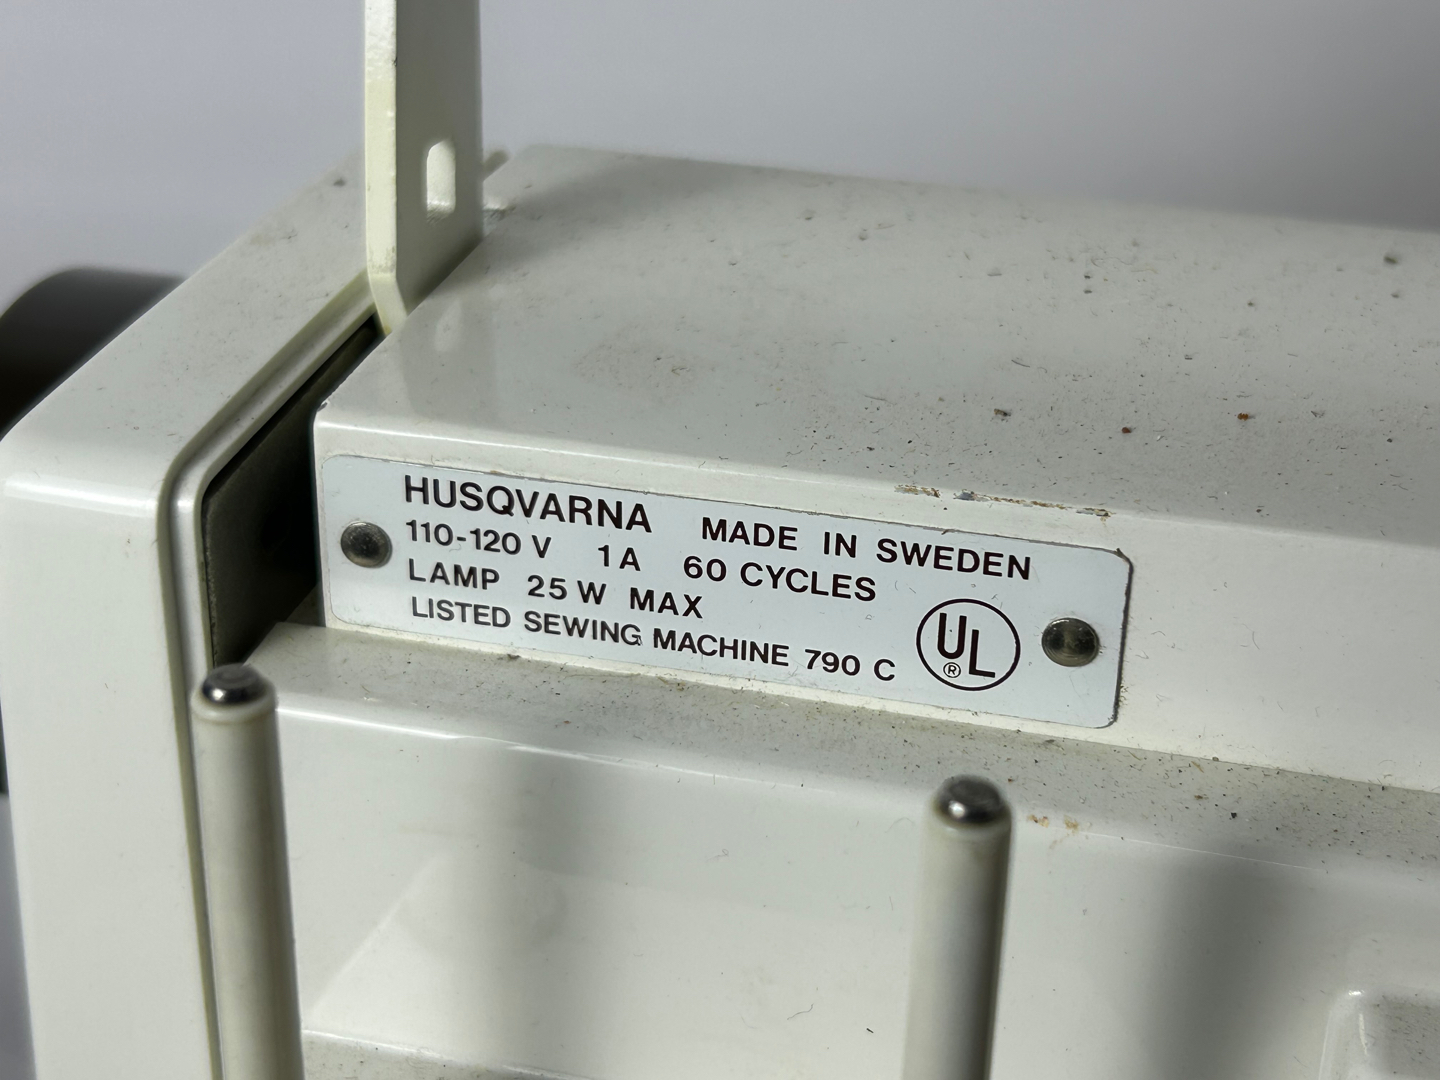 HUSQVARNA MADE IN SWEDEN
110-120 V 1 A 60 CYCLES
LAMP 25 W MAX
LISTED SEWING MACHINE 790 C
UL
®